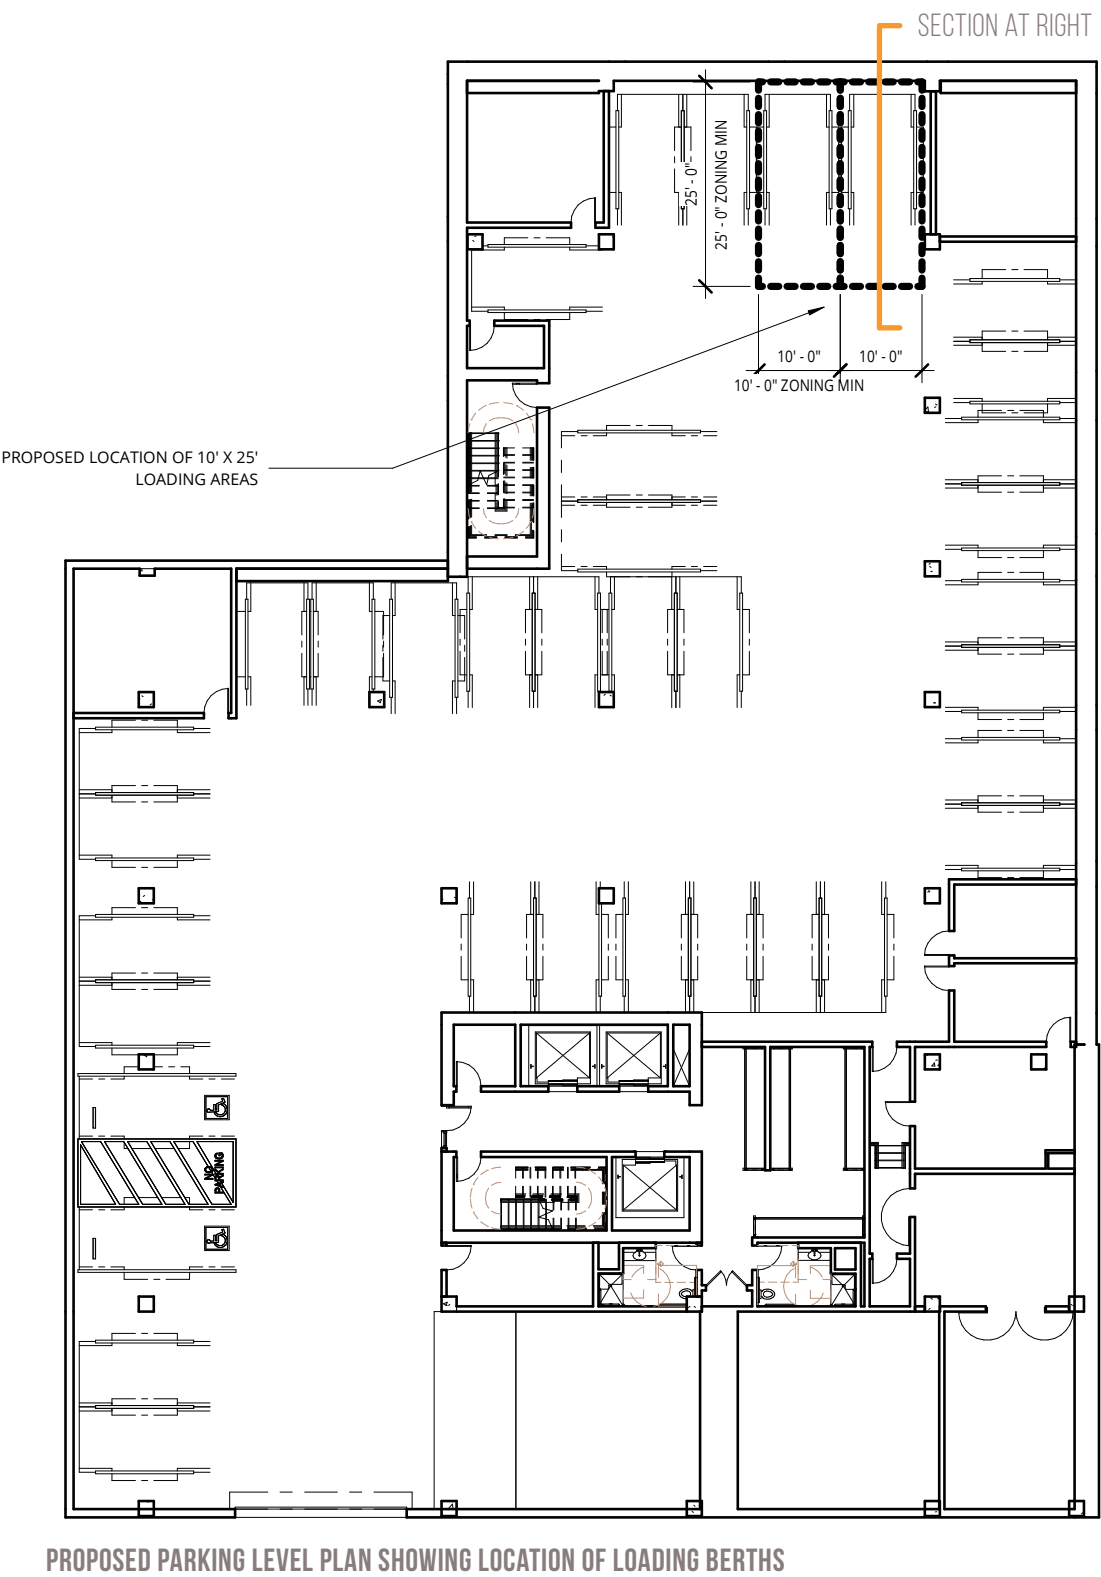 SECTION AT RIGHT
25' - 0"
25' - 0" ZONING MIN
10' - 0"
10' - 0"
10' - 0" ZONING MIN
PROPOSED LOCATION OF 10' X 25'
LOADING AREAS
NO
PARKING
PROPOSED PARKING LEVEL PLAN SHOWING LOCATION OF LOADING BERTHS